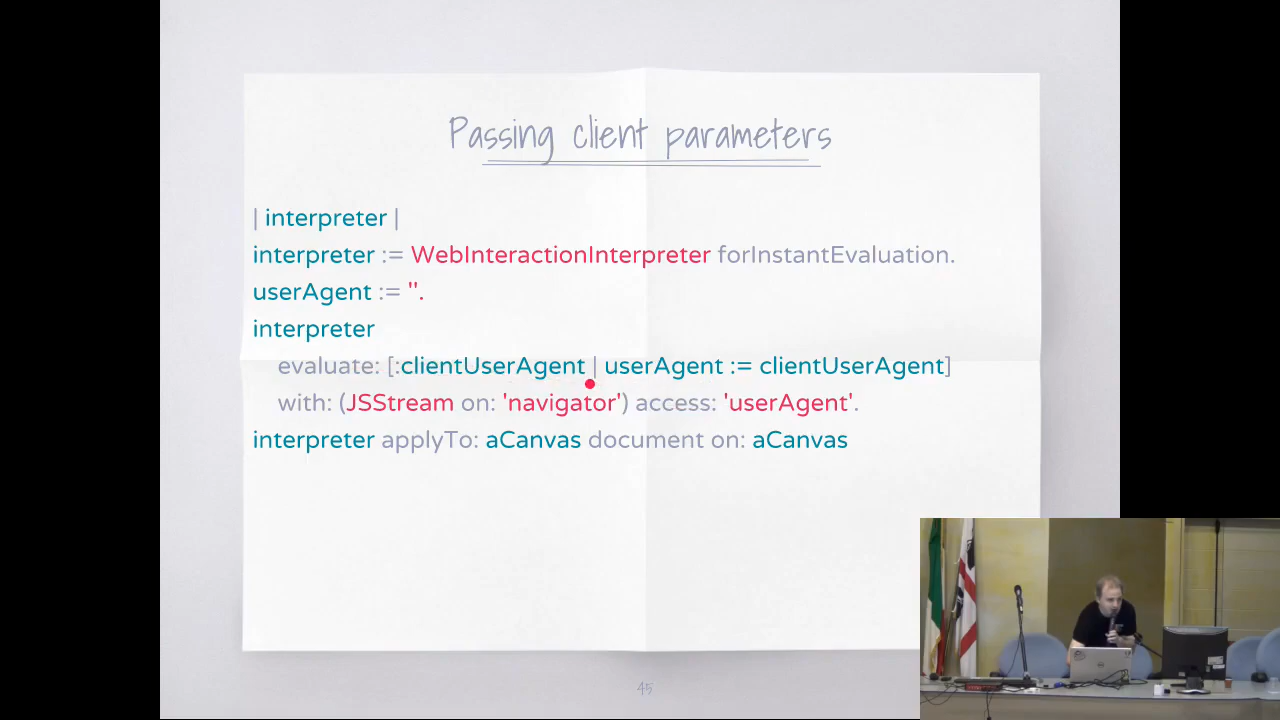 Passing client parameters
| interpreter |
interpreter := WebInteractionInterpreter forInstantEvaluation.
userAgent := ''.
interpreter
evaluate: [:clientUserAgent | userAgent := clientUserAgent]
with: (JSStream on: 'navigator') access: 'userAgent'.
interpreter applyTo: aCanvas document on: aCanvas
45